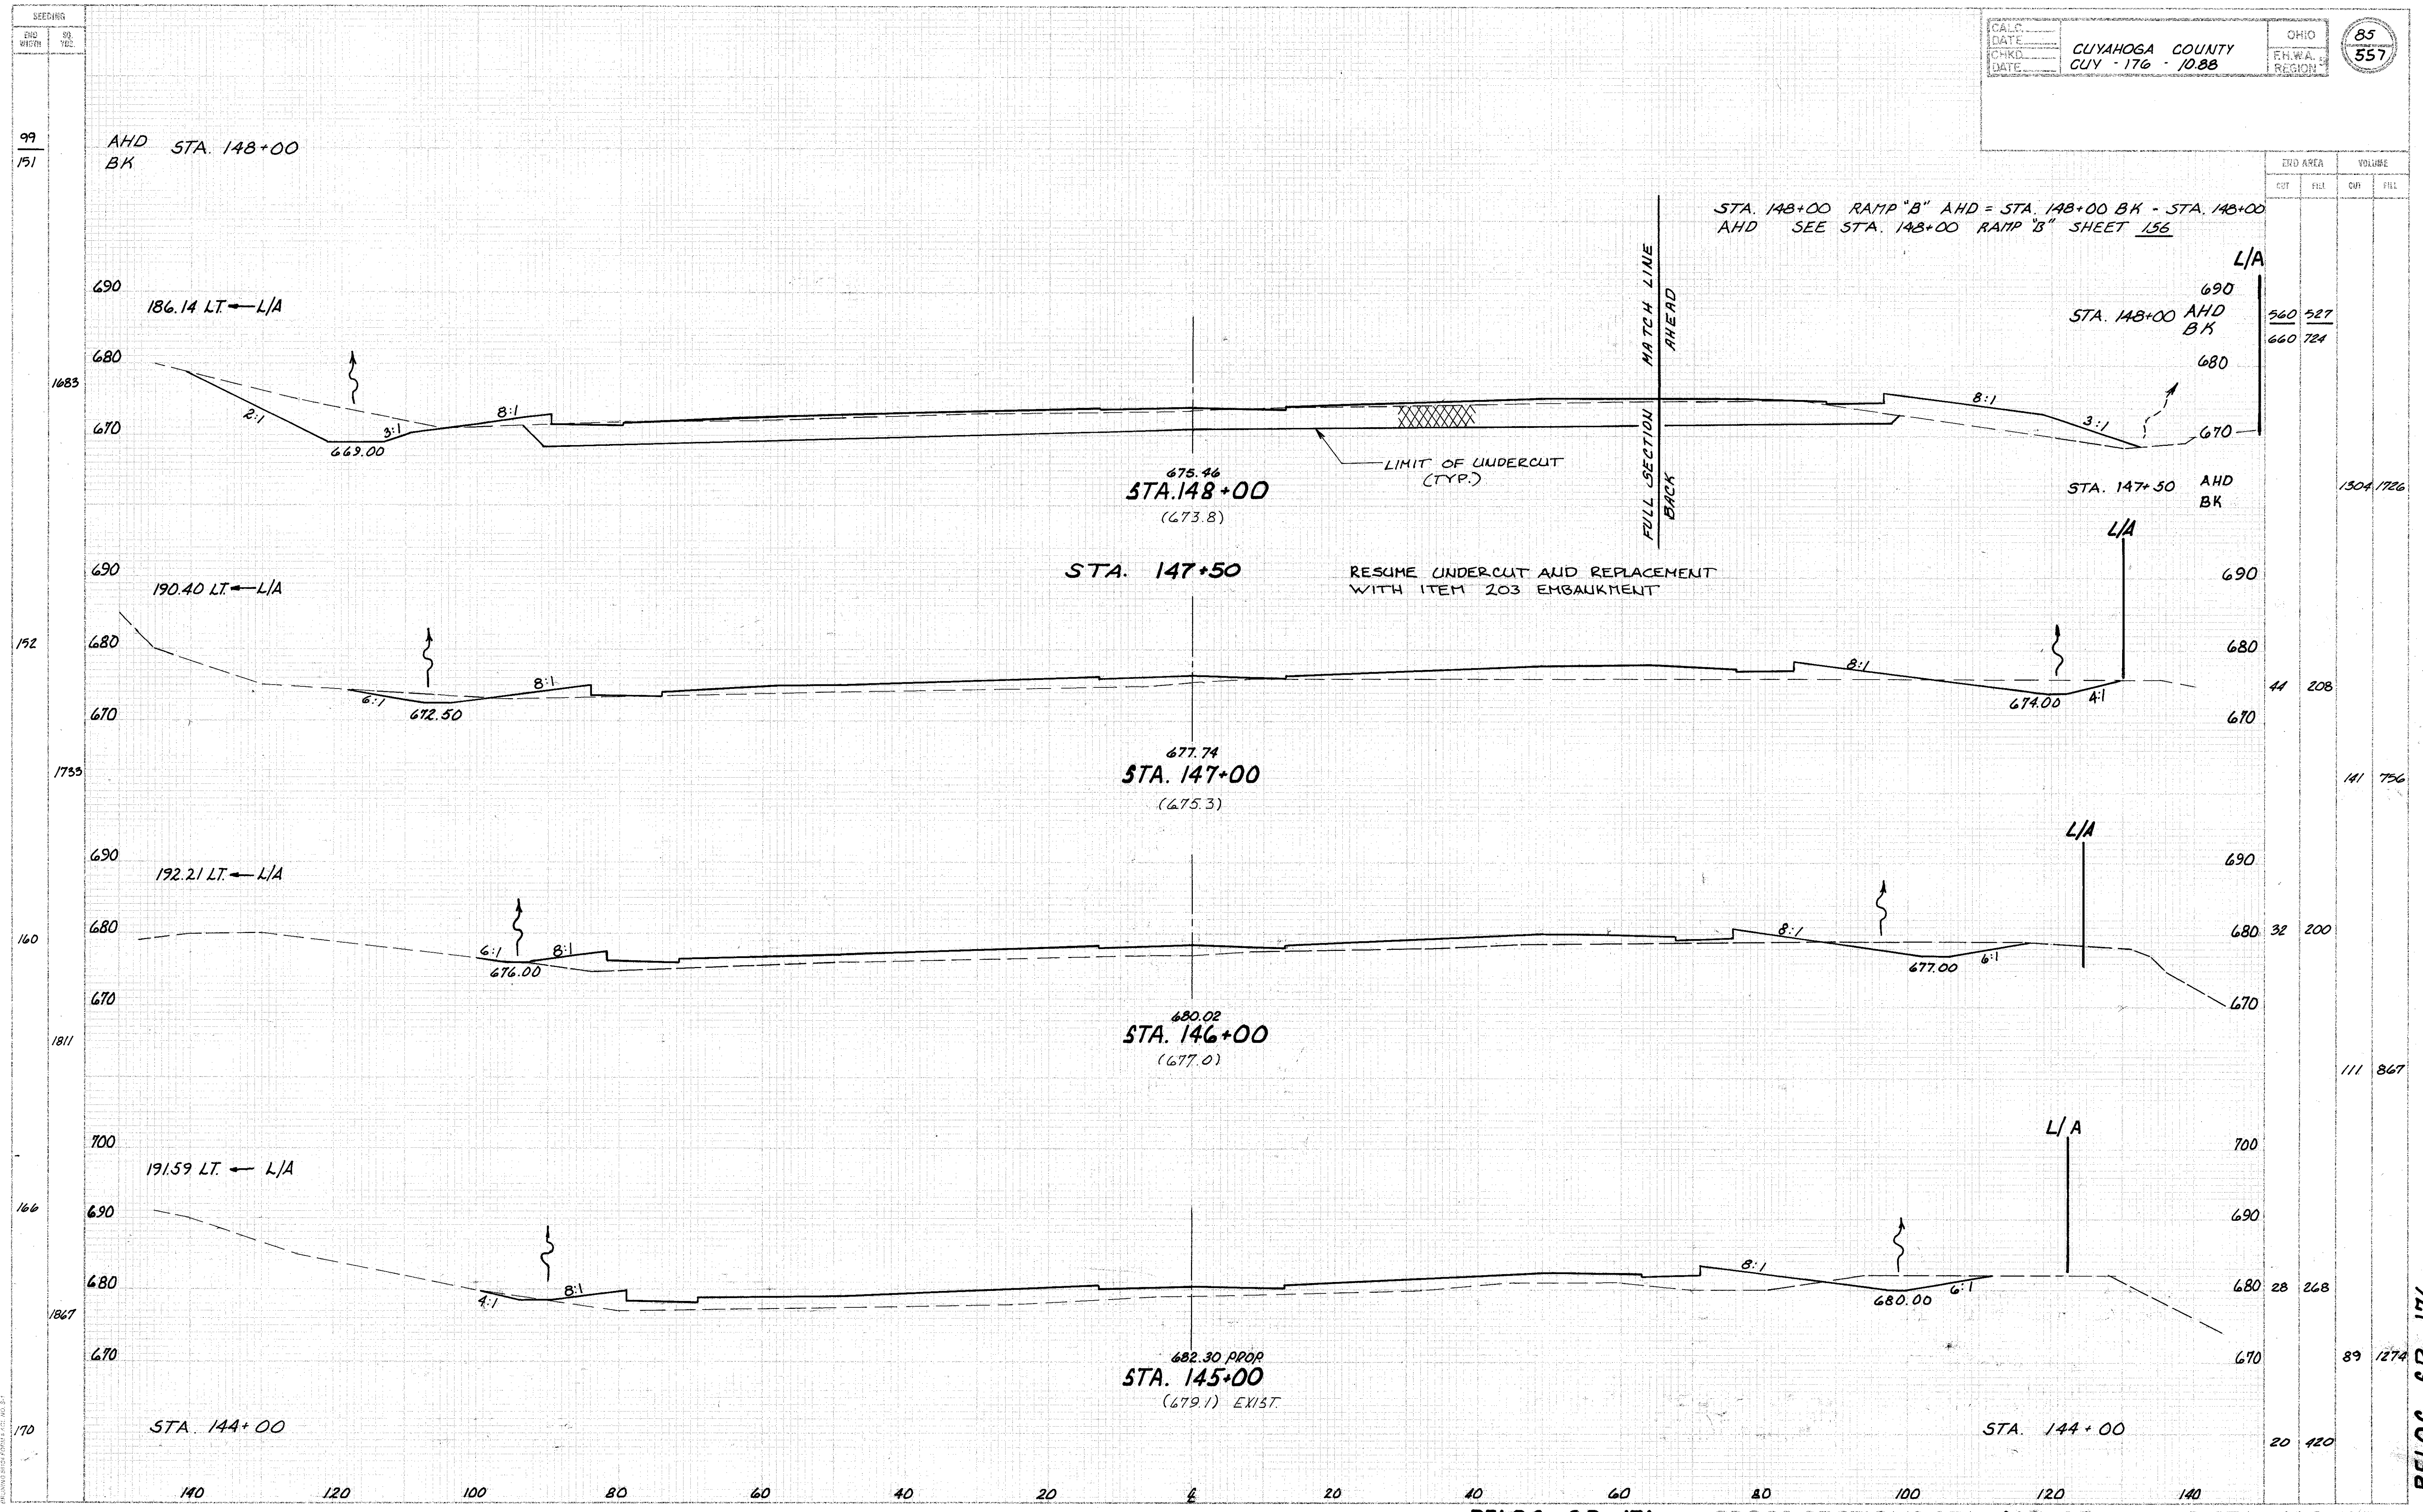 SEEDING
END WIDTH
SQ. YDS.
CALC.
DATE
CHKD.
DATE
CUYAHOGA COUNTY
CUY - 176 - 10.88
OHIO
F.H.W.A. REGION 5
85
557
END AREA
VOLUME
CUT FILL CUT FILL
99
151
AHD
BK
STA. 148+00
STA. 148+00 RAMP "B" AHD = STA. 148+00 BK - STA. 148+00
AHD SEE STA. 148+00 RAMP "B" SHEET 156
L/A
690
186.14 LT. L/A
680
670
1683
2:1
3:1
8:1
669.00
675.46
STA. 148+00
(673.8)
LIMIT OF UNDERCUT
(TYP.)
FULL SECTION MATCH LINE
BACK AHEAD
8:1
3:1
690
STA. 148+00 AHD
BK
680
670
560 527
660 724
STA. 147+50 AHD
BK
1304 1726
STA. 147+50
RESUME UNDERCUT AND REPLACEMENT
WITH ITEM 203 EMBANKMENT
L/A
690
190.40 LT. L/A
152
680
670
6:1
672.50
8:1
677.74
STA. 147+00
(675.3)
8:1
674.00
4:1
690
680
670
44 208
1733
141 756
L/A
690
192.21 LT. L/A
160
680
670
6:1
8:1
676.00
680.02
STA. 146+00
(677.0)
8:1
677.00
6:1
690
680
670
32 200
1811
111 867
L/A
700
191.59 LT. L/A
166
690
680
670
4:1
8:1
682.30 PROP.
STA. 145+00
(679.1) EXIST.
8:1
680.00
6:1
700
690
680
670
28 268
1867
89 1274
170
STA. 144+00
STA. 144+00
20 420
140 120 100 80 60 40 20 ℄ 20 40 60 80 100 120 140